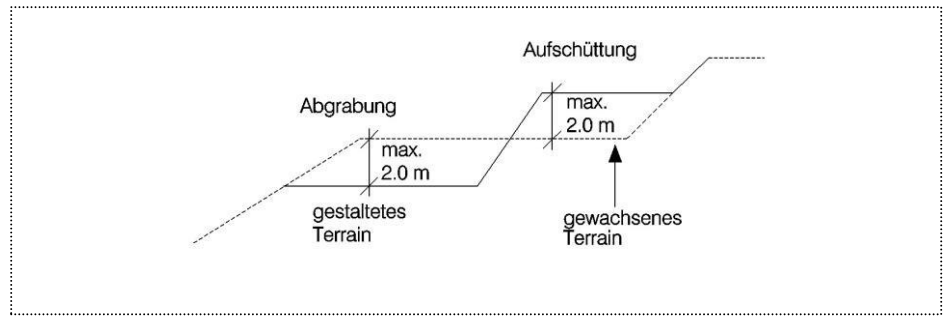 Aufschüttung
Abgrabung
max.
2.0 m
max.
2.0 m
gestaltetes
Terrain
gewachsenes
Terrain